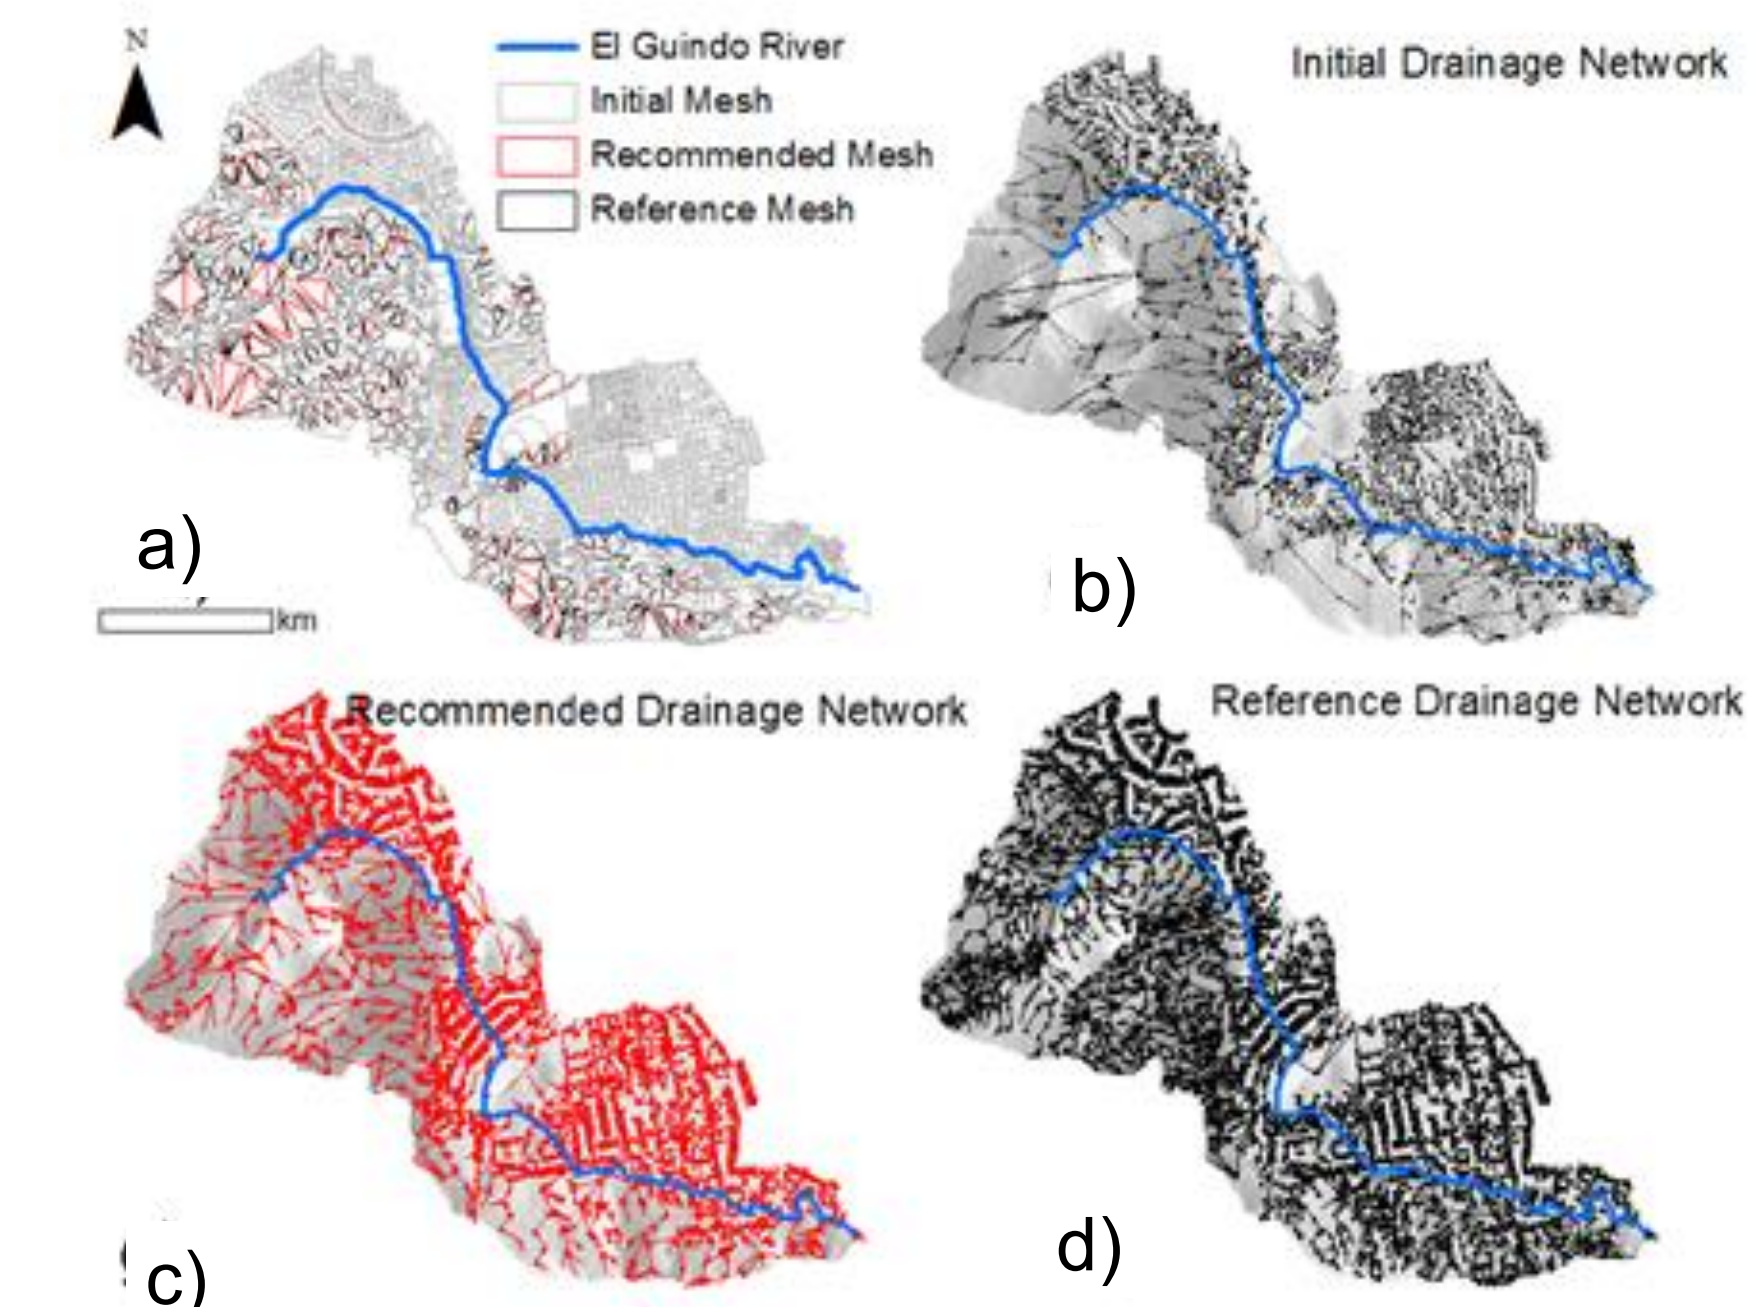 N
El Guindo River
Initial Mesh
Recommended Mesh
Reference Mesh
a)
km
Initial Drainage Network
b)
Recommended Drainage Network
c)
Reference Drainage Network
d)